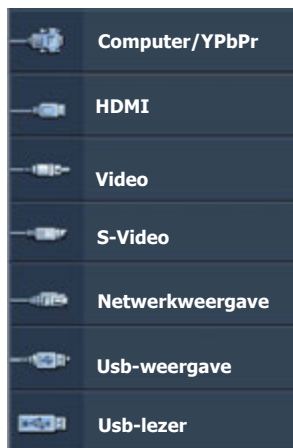 Computer/YPbPr
HDMI
Video
S-Video
Netwerkweergave
Usb-weergave
Usb-lezer